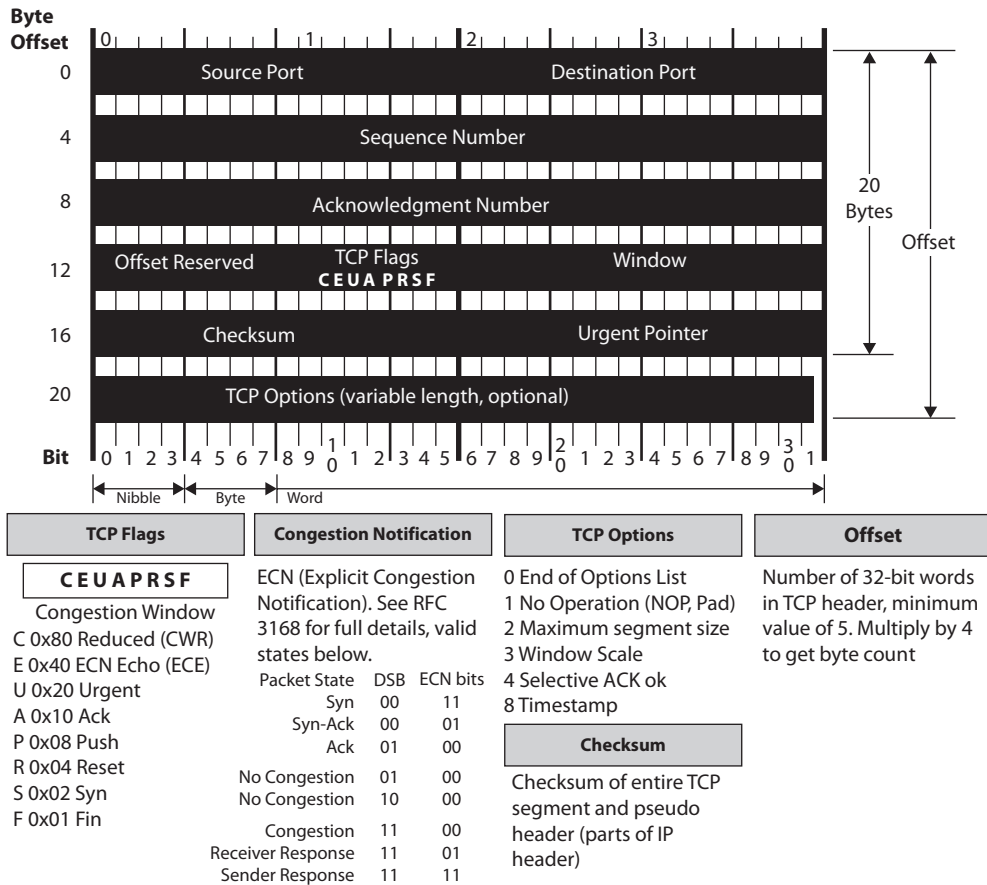 Byte
Offset
0 1 2 3
0 Source Port Destination Port
4 Sequence Number
8 Acknowledgment Number
12 Offset Reserved TCP Flags Window
C E U A P R S F
16 Checksum Urgent Pointer
20 TCP Options (variable length, optional)
20
Bytes
Offset
Bit 0 1 2 3 4 5 6 7 8 9 10 1 2 3 4 5 6 7 8 9 20 1 2 3 4 5 6 7 8 9 30 1
Nibble Byte Word
TCP Flags
C E U A P R S F
Congestion Window
C 0x80 Reduced (CWR)
E 0x40 ECN Echo (ECE)
U 0x20 Urgent
A 0x10 Ack
P 0x08 Push
R 0x04 Reset
S 0x02 Syn
F 0x01 Fin
Congestion Notification
ECN (Explicit Congestion
Notification). See RFC
3168 for full details, valid
states below.
Packet State DSB ECN bits
Syn 00 11
Syn-Ack 00 01
Ack 01 00
No Congestion 01 00
No Congestion 10 00
Congestion 11 00
Receiver Response 11 01
Sender Response 11 11
TCP Options
0 End of Options List
1 No Operation (NOP, Pad)
2 Maximum segment size
3 Window Scale
4 Selective ACK ok
8 Timestamp
Checksum
Checksum of entire TCP
segment and pseudo
header (parts of IP
header)
Offset
Number of 32-bit words
in TCP header, minimum
value of 5. Multiply by 4
to get byte count